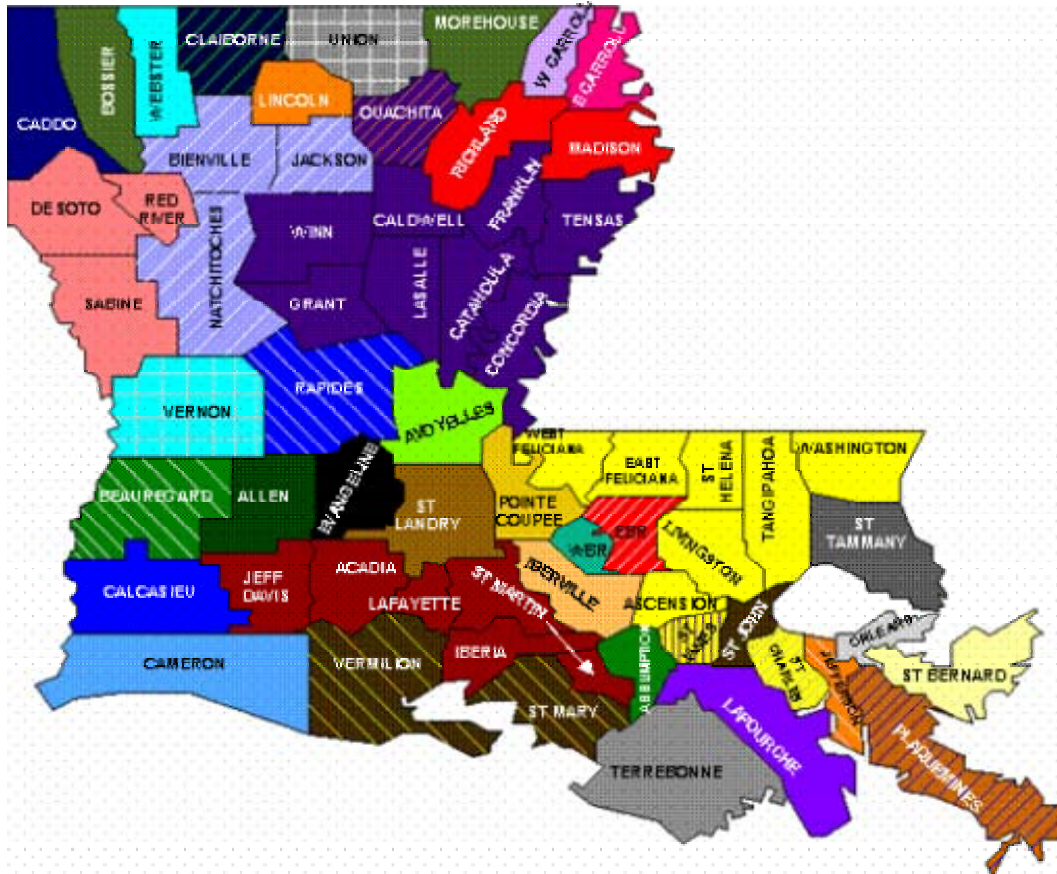 MOREHOUSE
CLAIBORNE
UNION
W CARROLL
E CARROLL
BOSSIER
WEBSTER
LINCOLN
OUACHITA
CADDO
RICHLAND
MADISON
BIENVILLE
JACKSON
DE SOTO
RED
RIVER
CALDWELL
FRANKLIN
TENSAS
WINN
NATCHITOCHES
LASALLE
CATAHOULA
SABINE
GRANT
CONCORDIA
RAPIDES
VERNON
AVOYELLES
WEST
FELICIANA
EAST
FELICIANA
ST
HELENA
TANGIPAHOA
WASHINGTON
BEAUREGARD
ALLEN
EVANGELINE
ST
LANDRY
POINTE
COUPEE
WBR
EBR
LIVINGSTON
ST
TAMMANY
CALCASIEU
JEFF
DAVIS
ACADIA
LAFAYETTE
ST MARTIN
IBERVILLE
ASCENSION
ST
JAMES
ST JOHN
ORLEANS
CAMERON
VERMILION
IBERIA
ASSUMPTION
ST
CHARLES
JEFFERSON
ST BERNARD
ST MARY
LAFOURCHE
TERREBONNE
PLAQUEMINES